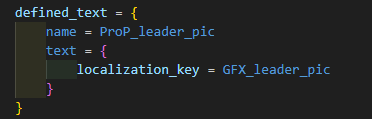 defined_text = {
    name = ProP_leader_pic
    text = {
        localization_key = GFX_leader_pic
    }
}